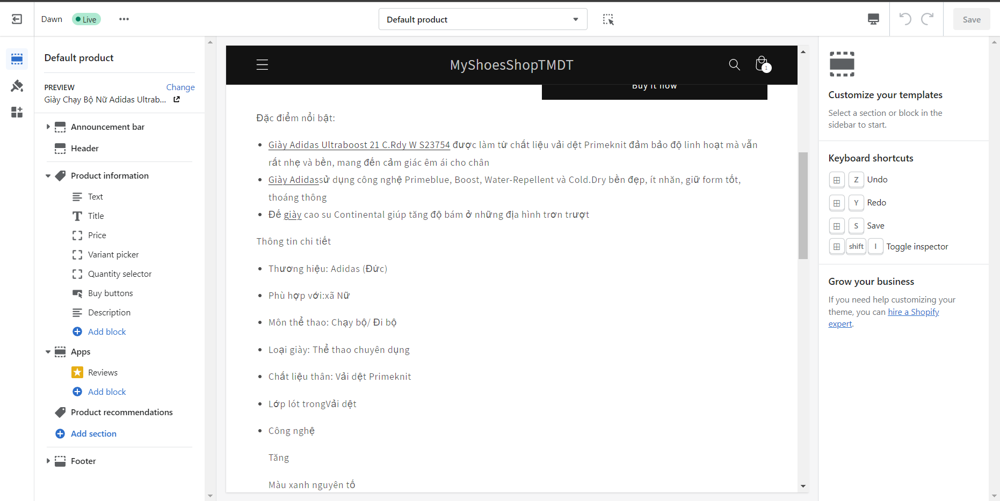 Dawn
Live
Default product
Save
Default product
PREVIEW
Change
Giày Chạy Bộ Nữ Adidas Ultrab...
Announcement bar
Header
Product information
Text
Title
Price
Variant picker
Quantity selector
Buy buttons
Description
Add block
Apps
Reviews
Add block
Product recommendations
Add section
Footer
MyShoesShopTMDT
1
Buy it now
Đặc điểm nổi bật:
Giày Adidas Ultraboost 21 C.Rdy W S23754 được làm từ chất liệu vải dệt Primeknit đảm bảo độ linh hoạt mà vẫn
rất nhẹ và bền, mang đến cảm giác êm ái cho chân
Giày Adidassử dụng công nghệ Primeblue, Boost, Water-Repellent và Cold.Dry bền đẹp, ít nhăn, giữ form tốt,
thoáng thông
Đế giày cao su Continental giúp tăng độ bám ở những địa hình trơn trượt
Thông tin chi tiết
Thương hiệu: Adidas (Đức)
Phù hợp với:xã Nữ
Môn thể thao: Chạy bộ/ Đi bộ
Loại giày: Thể thao chuyên dụng
Chất liệu thân: Vải dệt Primeknit
Lớp lót trongVải dệt
Công nghệ
Tăng
Màu xanh nguyên tố
Customize your templates
Select a section or block in the
sidebar to start.
Keyboard shortcuts
Z Undo
Y Redo
S Save
shift I Toggle inspector
Grow your business
If you need help customizing your
theme, you can hire a Shopify
expert.